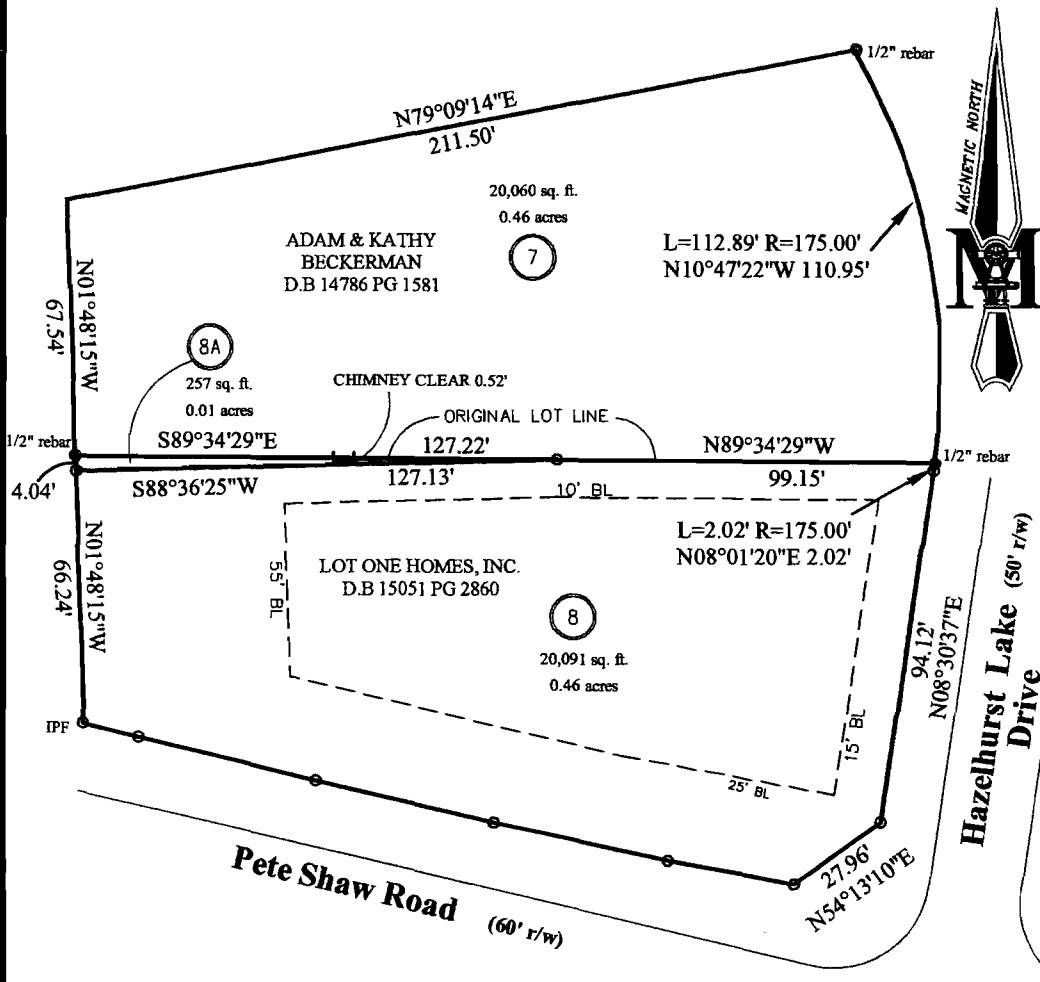 1/2" rebar
MAGNETIC NORTH
N79°09'14"E
211.50'
20,060 sq. ft.
0.46 acres
7
ADAM & KATHY
BECKERMAN
D.B 14786 PG 1581
L=112.89' R=175.00'
N10°47'22"W 110.95'
M
N01°48'15"W
67.54'
8A
257 sq. ft.
0.01 acres
CHIMNEY CLEAR 0.52'
ORIGINAL LOT LINE
1/2" rebar
S89°34'29"E
127.22'
N89°34'29"W
1/2" rebar
4.04'
S88°36'25"W
127.13'
99.15'
10' BL
L=2.02' R=175.00'
N08°01'20"E 2.02'
N01°48'15"W
66.24'
55' BL
LOT ONE HOMES, INC.
D.B 15051 PG 2860
8
20,091 sq. ft.
0.46 acres
94.12'
N08°30'37"E
Hazelhurst Lake (50' r/w)
Drive
IPF
15' BL
25' BL
27.96'
N54°13'10"E
Pete Shaw Road (60' r/w)